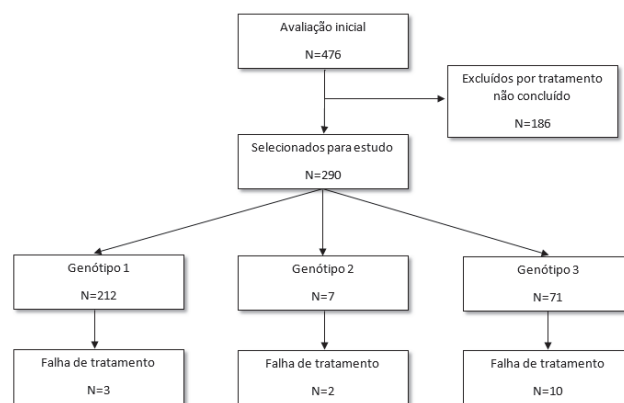 Avaliação inicial
N=476
Excluídos por tratamento
não concluído
N=186
Selecionados para estudo
N=290
Genótipo 1
N=212
Genótipo 2
N=7
Genótipo 3
N=71
Falha de tratamento
N=3
Falha de tratamento
N=2
Falha de tratamento
N=10